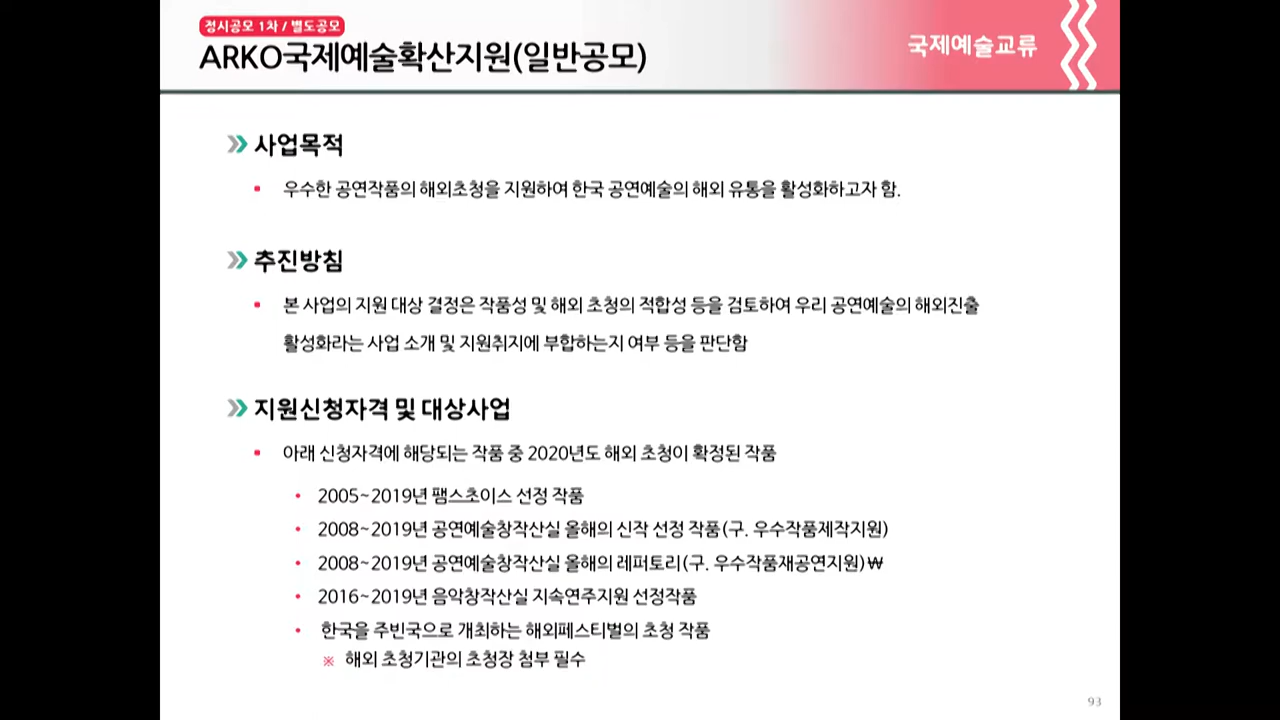 정시공모 1차 / 별도공모
ARKO국제예술확산지원(일반공모)
국제예술교류
사업목적
우수한 공연작품의 해외초청을 지원하여 한국 공연예술의 해외 유통을 활성화하고자 함.
추진방침
본 사업의 지원 대상 결정은 작품성 및 해외 초청의 적합성 등을 검토하여 우리 공연예술의 해외진출
활성화라는 사업 소개 및 지원취지에 부합하는지 여부 등을 판단함
지원신청자격 및 대상사업
아래 신청자격에 해당되는 작품 중 2020년도 해외 초청이 확정된 작품
2005~2019년 팸스초이스 선정 작품
2008~2019년 공연예술창작산실 올해의 신작 선정 작품(구. 우수작품제작지원)
2008~2019년 공연예술창작산실 올해의 레퍼토리(구. 우수작품재공연지원)₩
2016~2019년 음악창작산실 지속연주지원 선정작품
한국을 주빈국으로 개최하는 해외페스티벌의 초청 작품
※ 해외 초청기관의 초청장 첨부 필수
93